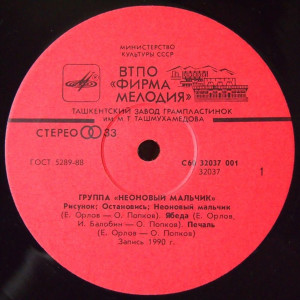 МИНИСТЕРСТВО
КУЛЬТУРЫ СССР
ВТПО
«ФИРМА
МЕЛОДИЯ»
ТАШКЕНТСКИЙ ЗАВОД ГРАМПЛАСТИНОК
ИМ. М. Т. ТАШМУХАМЕДОВА
СТЕРЕО 33
ГОСТ 5289-88
С60 32037 001
32037
1
ГРУППА «НЕОНОВЫЙ МАЛЬЧИК»
Рисунок; Остановись; Неоновый мальчик
(Е. Орлов — О. Попков). Ябеда (Е. Орлов,
И. Балобин — О. Попков). Печаль
(Е. Орлов — О. Попков)
Запись 1990 г.